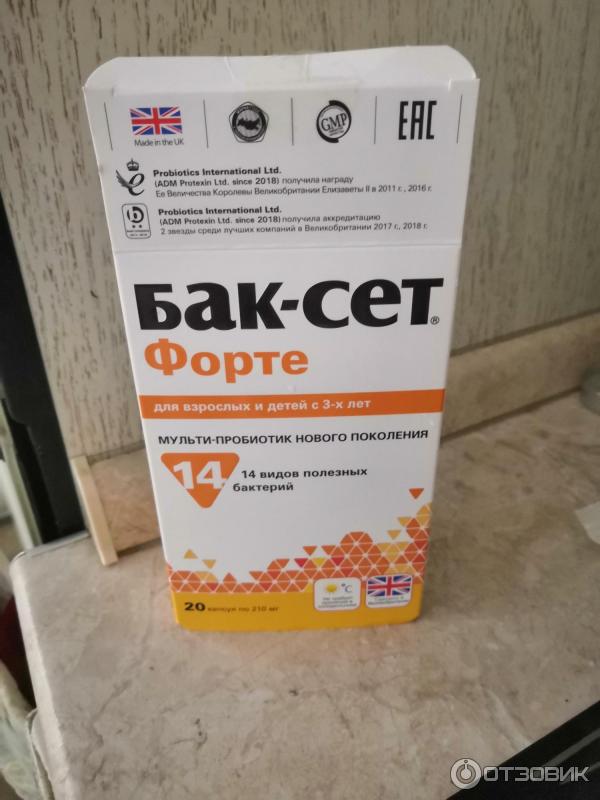 Made in the UK
GMP
EAC
Probiotics International Ltd.
(ADM Protexin Ltd. since 2018) получила награду
Ее Величества Королевы Великобритании Елизаветы II в 2011 г., 2016 г.
Probiotics International Ltd.
(ADM Protexin Ltd. since 2018) получила аккредитацию
2 звезды среди лучших компаний в Великобритании 2017 г., 2018 г.
Бак-сет®
Форте
для взрослых и детей с 3-х лет
МУЛЬТИ-ПРОБИОТИК НОВОГО ПОКОЛЕНИЯ
14
14 видов полезных
бактерий
°C
20 капсул по 210 мг
ОТЗОВИК